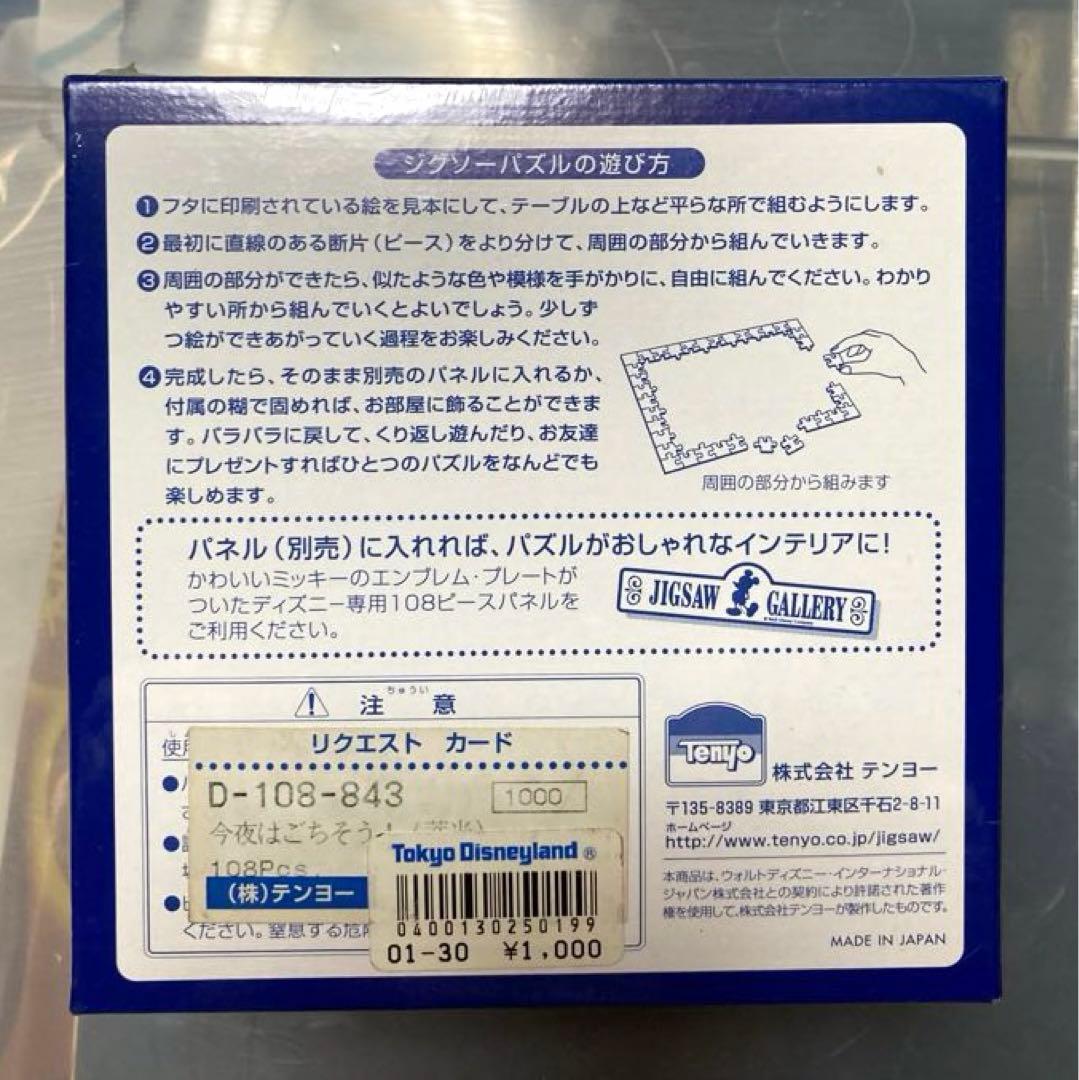 ジグソーパズルの遊び方
❶フタに印刷されている絵を見本にして、テーブルの上など平らな所で組むようにします。
❷最初に直線のある断片（ピース）をより分けて、周囲の部分から組んでいきます。
❸周囲の部分ができたら、似たような色や模様を手がかりに、自由に組んでください。わかり
やすい所から組んでいくとよいでしょう。少しず
つ絵ができあがっていく過程をお楽しみください。
❹完成したら、そのまま別売のパネルに入れるか、
付属の糊で固めれば、お部屋に飾ることができま
す。バラバラに戻して、くり返し遊んだり、お友達
にプレゼントすればひとつのパズルをなんどでも
楽しめます。
周囲の部分から組みます
パネル（別売）に入れれば、パズルがおしゃれなインテリアに！
かわいいミッキーのエンブレム・プレートが
ついたディズニー専用108ピースパネルを
ご利用ください。
JIGSAW GALLERY
ちゅうい
注意
リクエスト カード
D-108-843
1000
今夜はごちそう
108Pcs.
（株）テンヨー
ください。窒息する危
Tokyo Disneyland®
0400130250199
01-30 ¥1,000
Tenyo
株式会社 テンヨー
〒135-8389 東京都江東区千石2-8-11
ホームページ
http://www.tenyo.co.jp/jigsaw/
本商品は、ウォルトディズニー・インターナショナル・
ジャパン株式会社との契約により許諾された著作
権を使用して、株式会社テンヨーが製作したものです。
MADE IN JAPAN